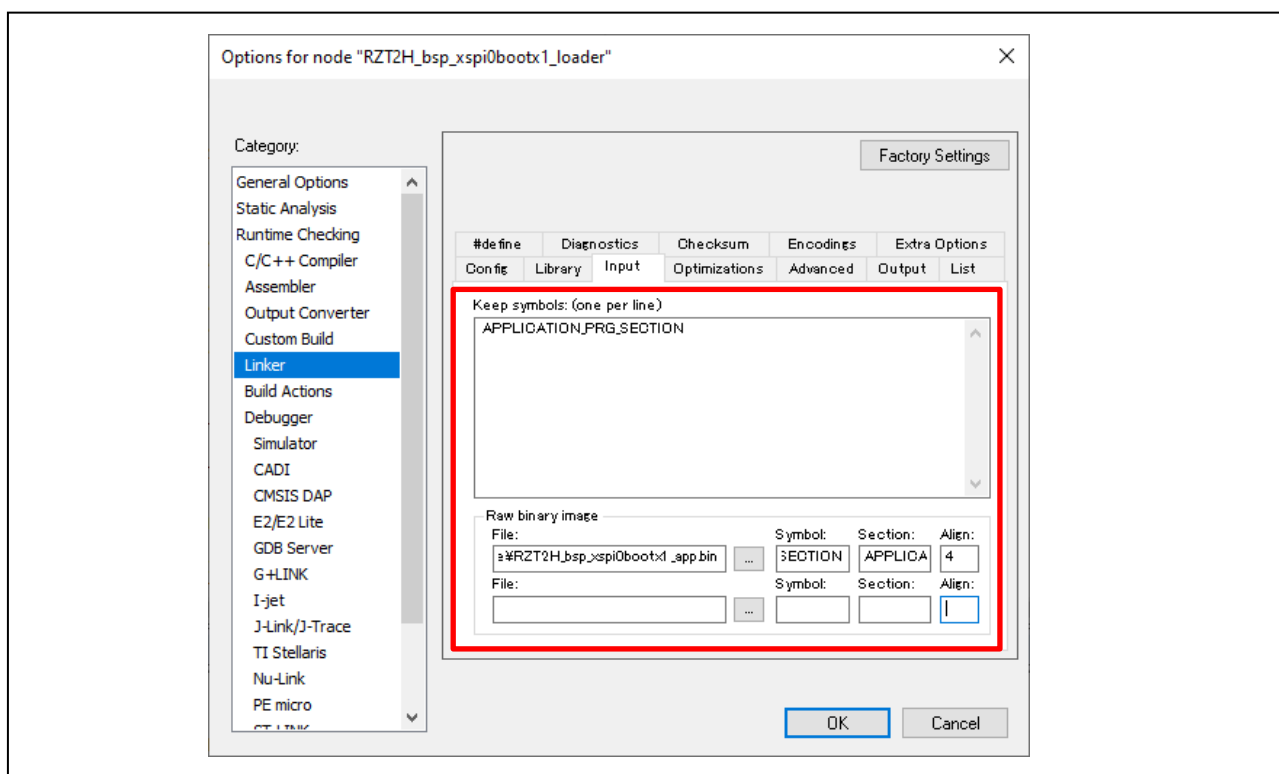 Options for node "RZT2H_bsp_xspi0bootx1_loader"
Category:
General Options
Static Analysis
Runtime Checking
C/C++ Compiler
Assembler
Output Converter
Custom Build
Linker
Build Actions
Debugger
Simulator
CADI
CMSIS DAP
E2/E2 Lite
GDB Server
G+LINK
I-jet
J-Link/J-Trace
TI Stellaris
Nu-Link
PE micro
Factory Settings
#define Diagnostics Checksum Encodings Extra Options
Config Library Input Optimizations Advanced Output List
Keep symbols: (one per line)
APPLICATION_PRG_SECTION
Raw binary image
File: Symbol: Section: Align:
e¥RZT2H_bsp_xspi0bootx1_app.bin ... SECTION APPLICA 4
File: Symbol: Section: Align:
...
OK Cancel